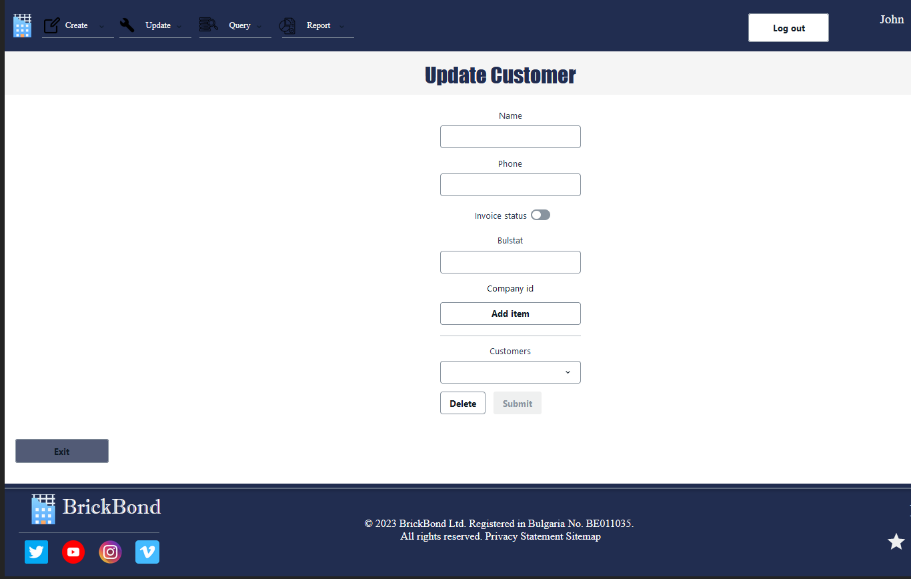 Create Update Query Report Log out John
Update Customer
Name
Phone
Invoice status
Bulstat
Company id
Add item
Customers
Delete Submit
Exit
BrickBond
© 2023 BrickBond Ltd. Registered in Bulgaria No. BE011035.
All rights reserved. Privacy Statement Sitemap